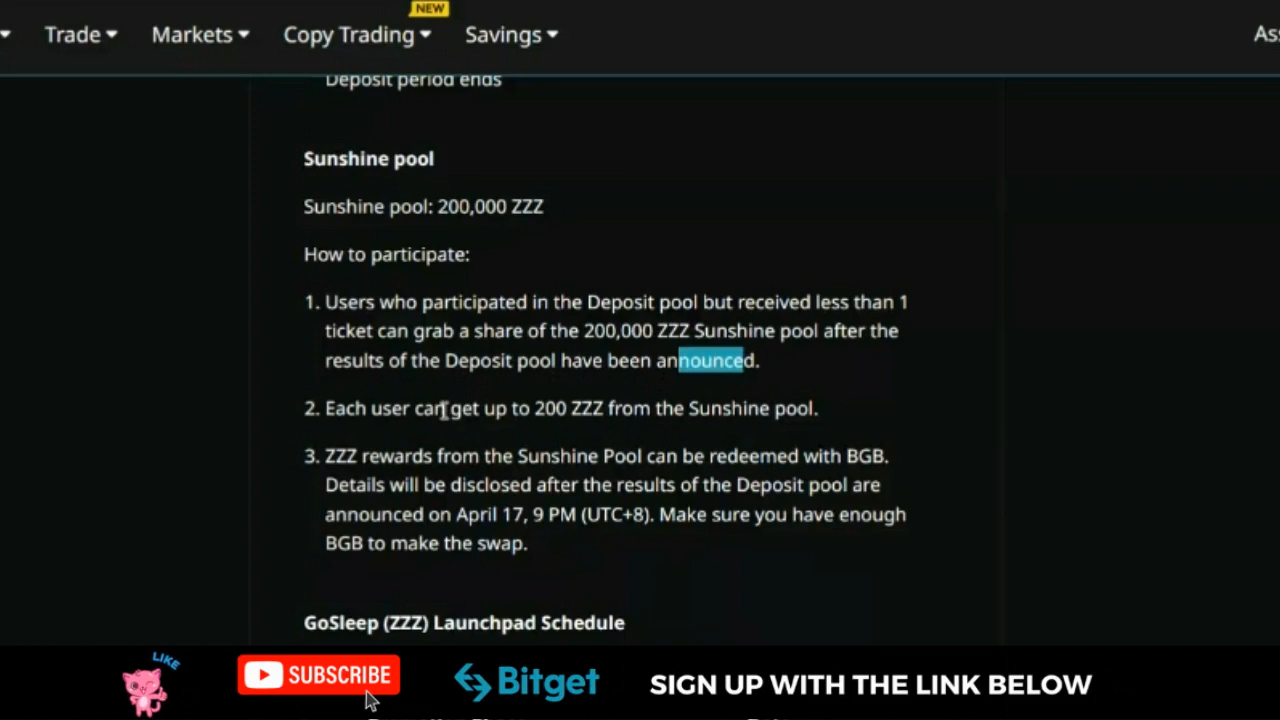 NEW
Trade Markets Copy Trading Savings
Deposit period ends
Sunshine pool
Sunshine pool: 200,000 ZZZ
How to participate:
1. Users who participated in the Deposit pool but received less than 1
ticket can grab a share of the 200,000 ZZZ Sunshine pool after the
results of the Deposit pool have been announced.
2. Each user can get up to 200 ZZZ from the Sunshine pool.
3. ZZZ rewards from the Sunshine Pool can be redeemed with BGB.
Details will be disclosed after the results of the Deposit pool are
announced on April 17, 9 PM (UTC+8). Make sure you have enough
BGB to make the swap.
GoSleep (ZZZ) Launchpad Schedule
LIKE
SUBSCRIBE
Bitget
SIGN UP WITH THE LINK BELOW